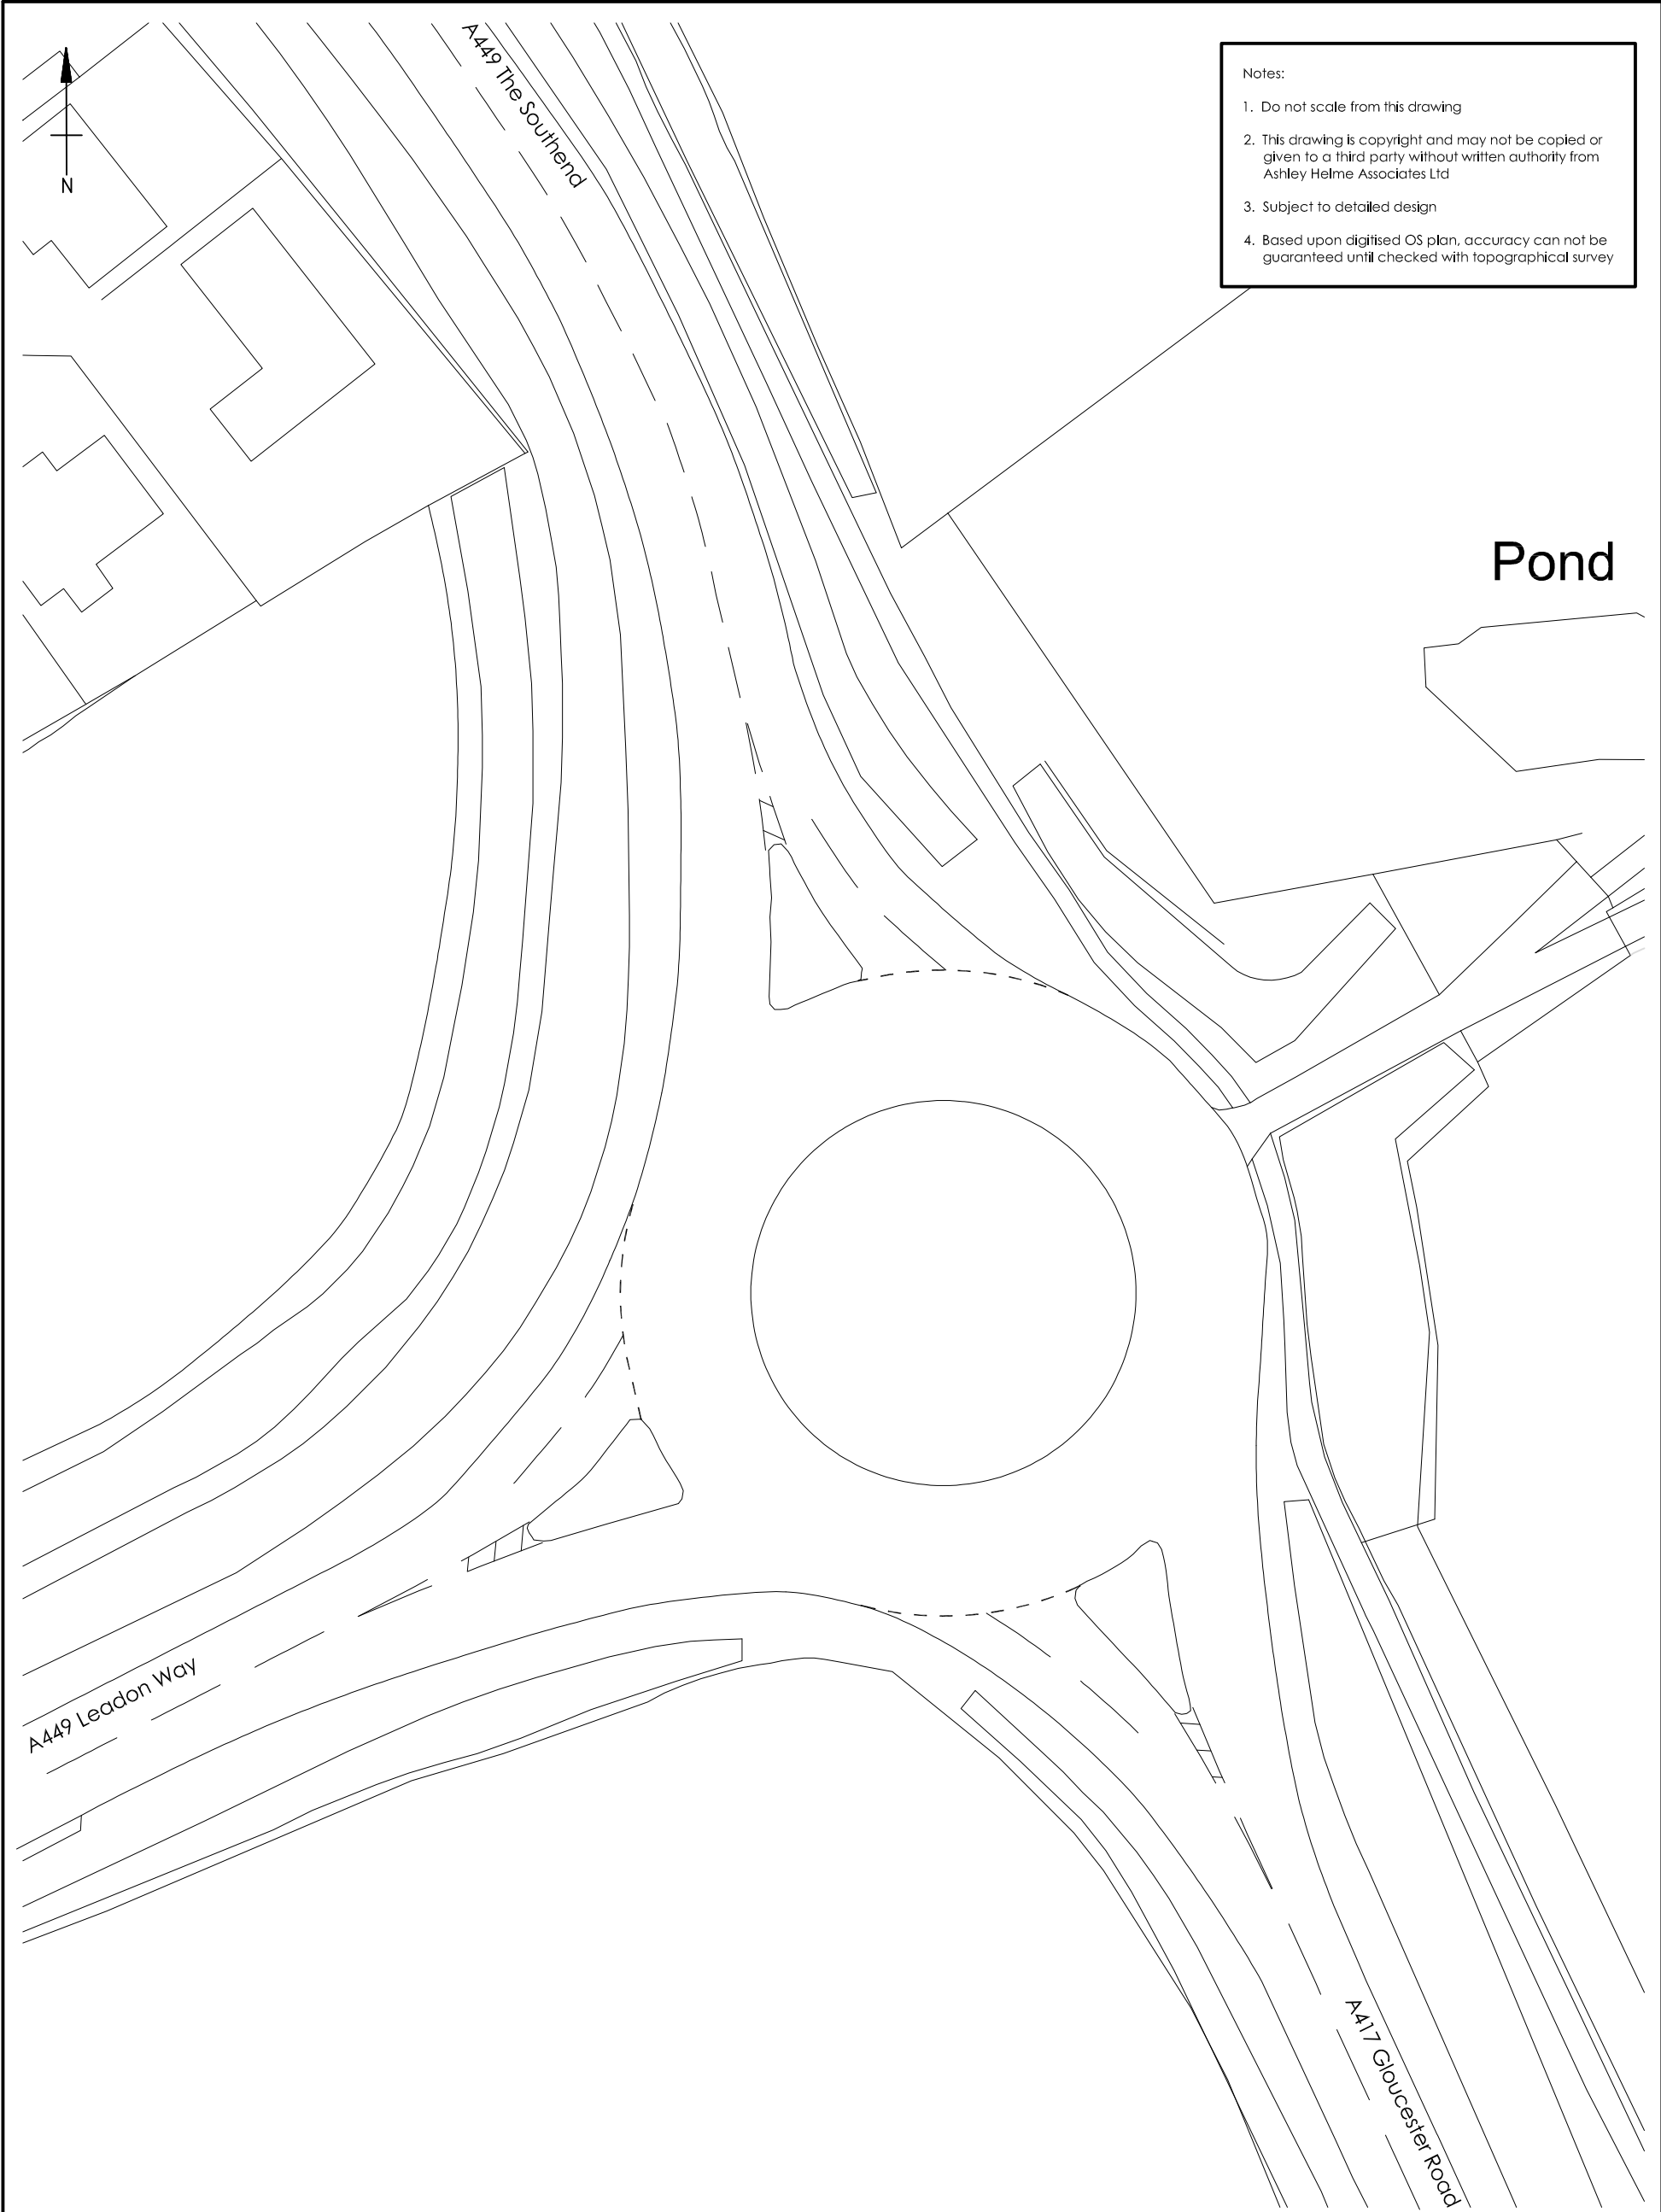 A449 The Southend
N
Notes:
1. Do not scale from this drawing
2. This drawing is copyright and may not be copied or
given to a third party without written authority from
Ashley Helme Associates Ltd
3. Subject to detailed design
4. Based upon digitised OS plan, accuracy can not be
guaranteed until checked with topographical survey
Pond
A449 Leadon Way
A417 Gloucester Road